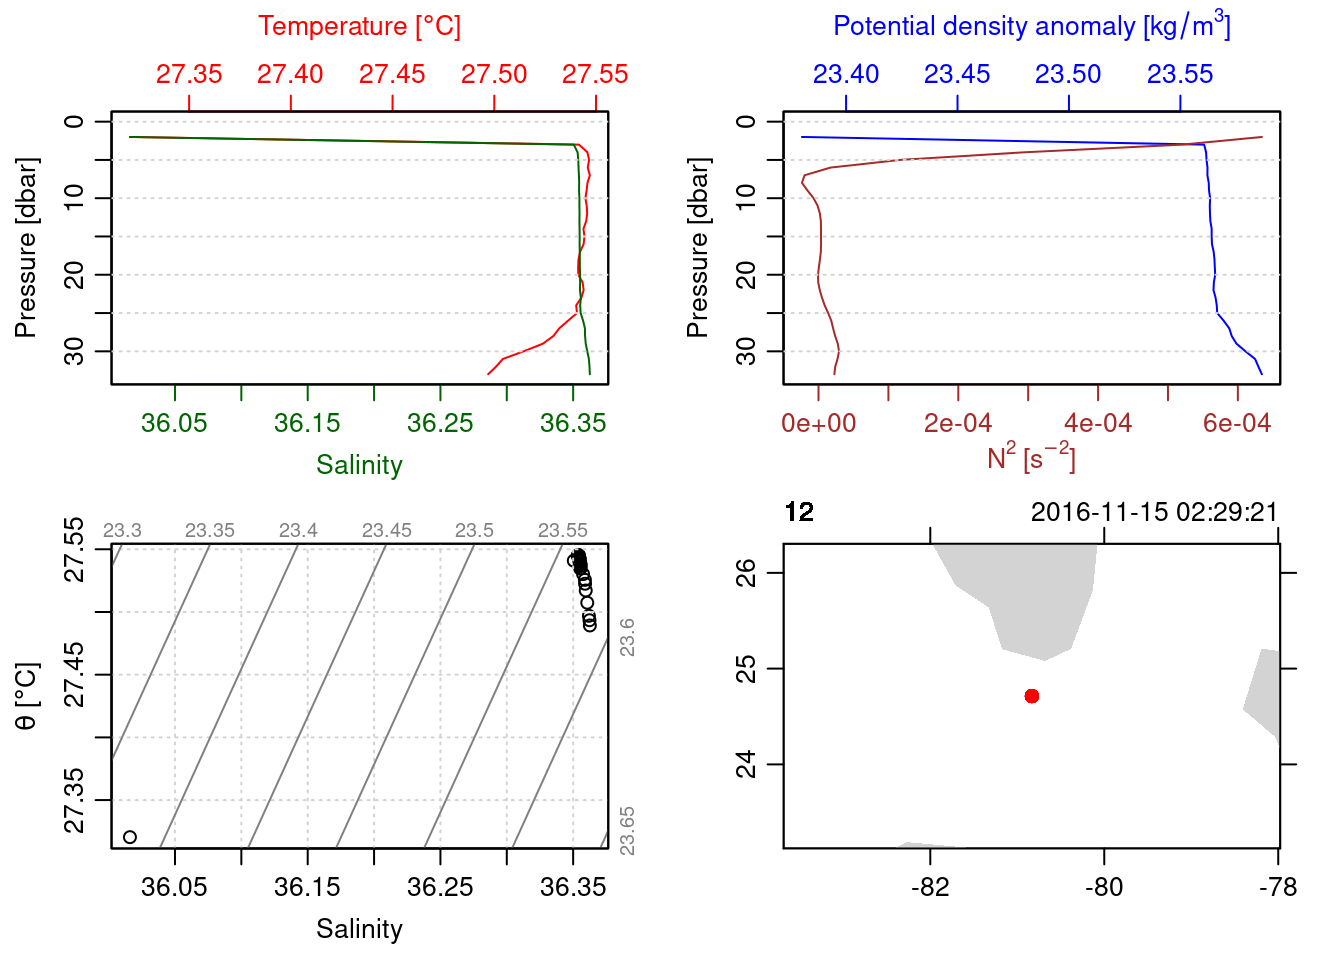 Temperature [°C]
27.35 27.40 27.45 27.50 27.55
Pressure [dbar]
0 10 20 30
36.05 36.15 36.25 36.35
Salinity
Potential density anomaly [kg/m³]
23.40 23.45 23.50 23.55
Pressure [dbar]
0 10 20 30
0e+00 2e-04 4e-04 6e-04
N² [s⁻²]
23.3 23.35 23.4 23.45 23.5 23.55
23.6
23.65
θ [°C]
27.55
27.45
27.35
36.05 36.15 36.25 36.35
Salinity
12 2016-11-15 02:29:21
26
25
24
-82 -80 -78